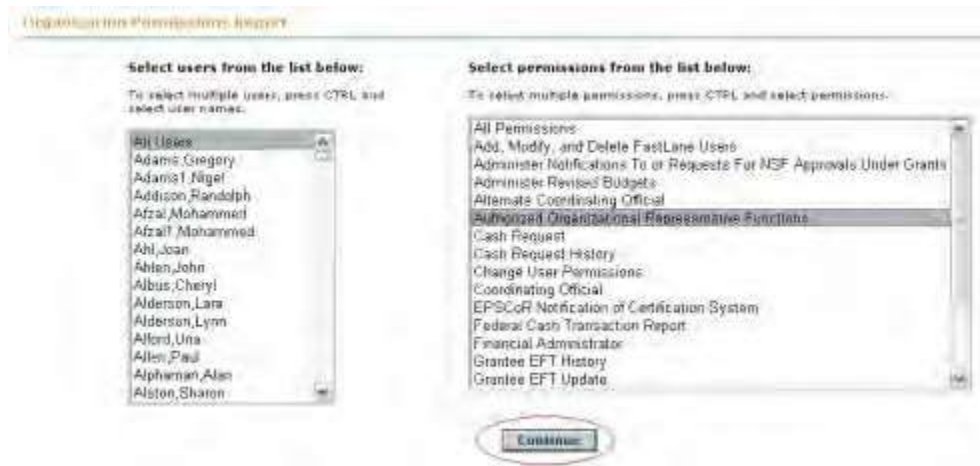 Organization Permissions Report
Select users from the list below:
To select multiple users, press CTRL and
select user names.
All Users
Adams,Gregory
Adams1,Nigel
Addison,Randolph
Afzal,Mohammed
Afzal1,Mohammed
Ahl,Joan
Ahlen,John
Albus,Cheryl
Alderson,Lara
Alderson,Lynn
Alford,Una
Allen,Paul
Alphaman,Alan
Alston,Sharon
Select permissions from the list below:
To select multiple permissions, press CTRL and select permissions.
All Permissions
Add, Modify, and Delete FastLane Users
Administer Notifications To or Requests For NSF Approvals Under Grants
Administer Revised Budgets
Alternate Coordinating Official
Authorized Organizational Representative Functions
Cash Request
Cash Request History
Change User Permissions
Coordinating Official
EPSCoR Notification of Certification System
Federal Cash Transaction Report
Financial Administrator
Grantee EFT History
Grantee EFT Update
Continue